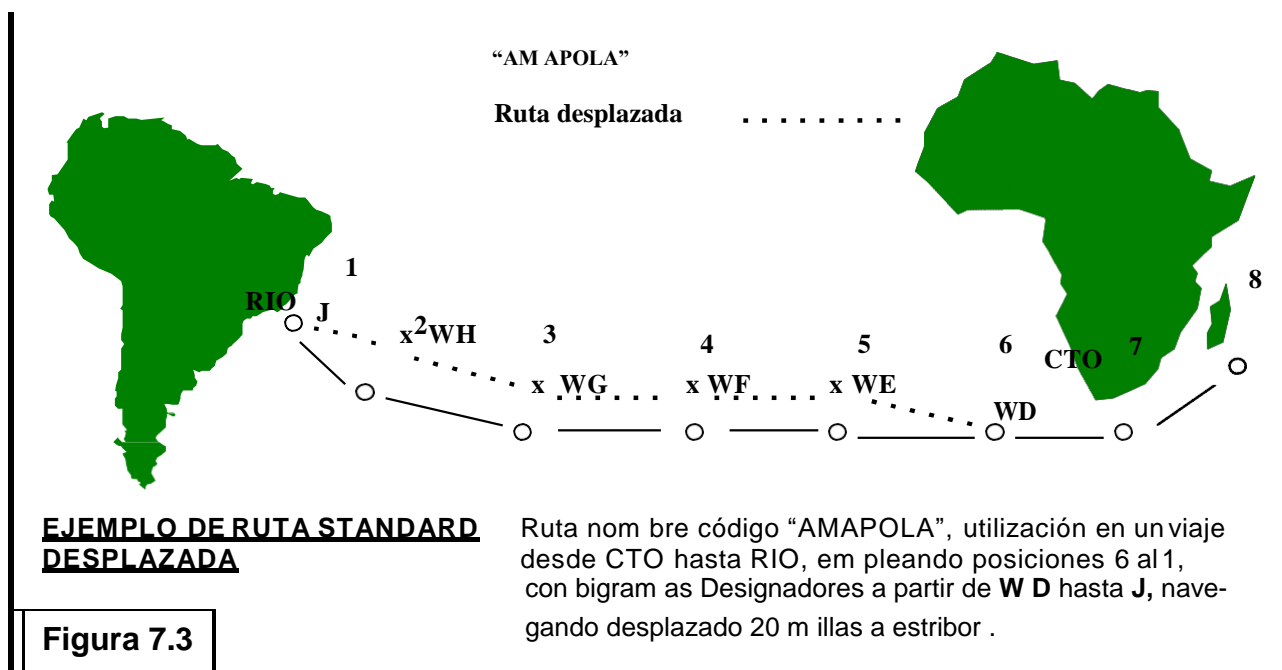 “AM APOLA”
Ruta desplazada . . . . . . . . .
1
8
RIO J
x2WH 3 4 5 6 CTO 7
x WG x WF x WE
WD
EJEMPLO DE RUTA STANDARD DESPLAZADA
Ruta nom bre código “AMAPOLA”, utilización en un viaje
desde CTO hasta RIO, em pleando posiciones 6 al 1,
con bigram as Designadores a partir de W D hasta J, nave-
gando desplazado 20 m illas a estribor .
Figura 7.3